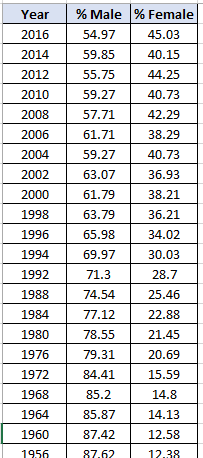 Year % Male % Female
2016 54.97 45.03
2014 59.85 40.15
2012 55.75 44.25
2010 59.27 40.73
2008 57.71 42.29
2006 61.71 38.29
2004 59.27 40.73
2002 63.07 36.93
2000 61.79 38.21
1998 63.79 36.21
1996 65.98 34.02
1994 69.97 30.03
1992 71.3 28.7
1988 74.54 25.46
1984 77.12 22.88
1980 78.55 21.45
1976 79.31 20.69
1972 84.41 15.59
1968 85.2 14.8
1964 85.87 14.13
1960 87.42 12.58
1956 87.62 12.38